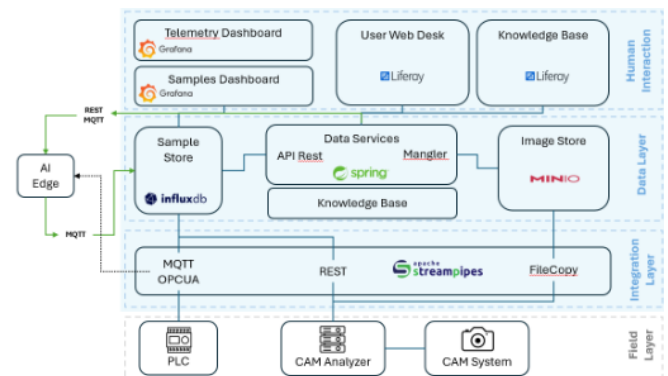 Telemetry Dashboard
Grafana
Samples Dashboard
Grafana
User Web Desk
Liferay
Knowledge Base
Liferay
Human
Interaction
REST
MQTT
AI
Edge
MQTT
Sample
Store
influxdb
Data Services
API Rest
Mangler
spring
Knowledge Base
Image Store
MINIO
Data Layer
MQTT
OPCUA
REST
apache
streampipes
FileCopy
Integration
Layer
PLC
CAM Analyzer
CAM System
Field
Layer